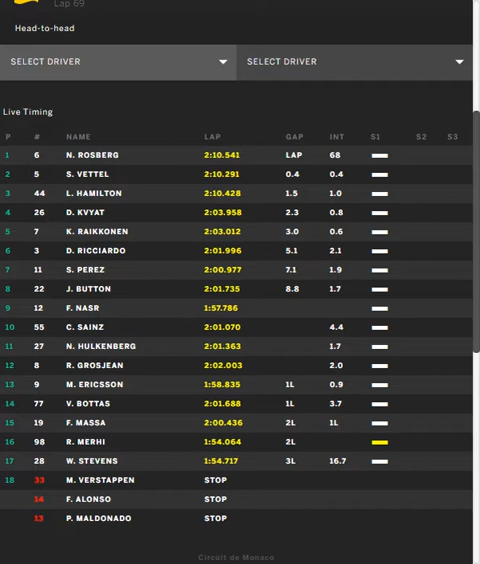 Lap 69
Head-to-head
SELECT DRIVER SELECT DRIVER
Live Timing
P # NAME LAP GAP INT S1 S2 S3
1 6 N. ROSBERG 2:10.541 LAP 68
2 5 S. VETTEL 2:10.291 0.4 0.4
3 44 L. HAMILTON 2:10.428 1.5 1.0
4 26 D. KVYAT 2:03.958 2.3 0.8
5 7 K. RAIKKONEN 2:03.012 3.0 0.6
6 3 D. RICCIARDO 2:01.996 5.1 2.1
7 11 S. PEREZ 2:00.977 7.1 1.9
8 22 J. BUTTON 2:01.735 8.8 1.7
9 12 F. NASR 1:57.786
10 55 C. SAINZ 2:01.070 4.4
11 27 N. HULKENBERG 2:01.363 1.7
12 8 R. GROSJEAN 2:02.003 2.0
13 9 M. ERICSSON 1:58.835 1L 0.9
14 77 V. BOTTAS 2:01.688 1L 3.7
15 19 F. MASSA 2:00.436 2L 1L
16 98 R. MERHI 1:54.064 2L
17 28 W. STEVENS 1:54.717 3L 16.7
18 33 M. VERSTAPPEN STOP
14 F. ALONSO STOP
13 P. MALDONADO STOP
Circuit de Monaco